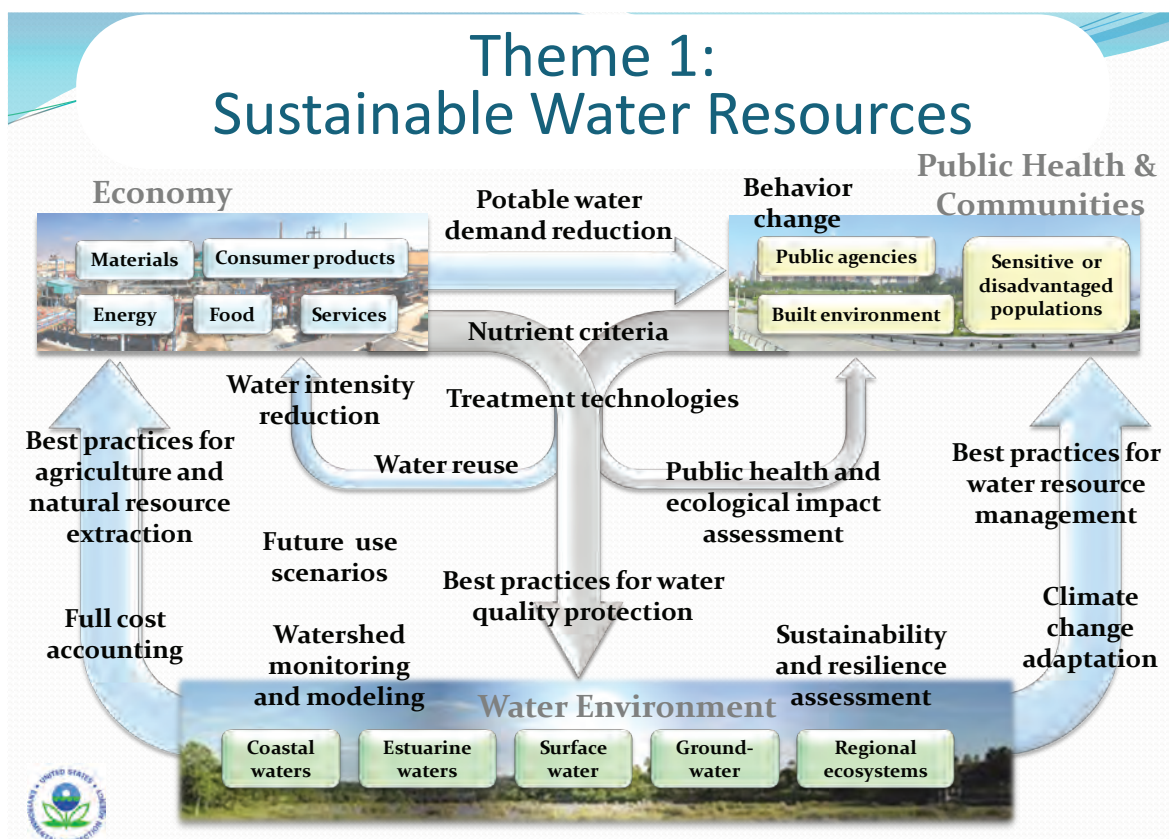 Theme 1:
Sustainable Water Resources
Economy
Public Health &
Communities
Materials
Consumer products
Energy
Food
Services
Potable water
demand reduction
Behavior
change
Public agencies
Built environment
Sensitive or
disadvantaged
populations
Nutrient criteria
Water intensity
reduction
Treatment technologies
Water reuse
Public health and
ecological impact
assessment
Best practices for
agriculture and
natural resource
extraction
Best practices for
water resource
management
Future use
scenarios
Best practices for water
quality protection
Full cost
accounting
Watershed
monitoring
and modeling
Sustainability
and resilience
assessment
Climate
change
adaptation
Water Environment
Coastal
waters
Estuarine
waters
Surface
water
Ground-
water
Regional
ecosystems
UNITED STATES